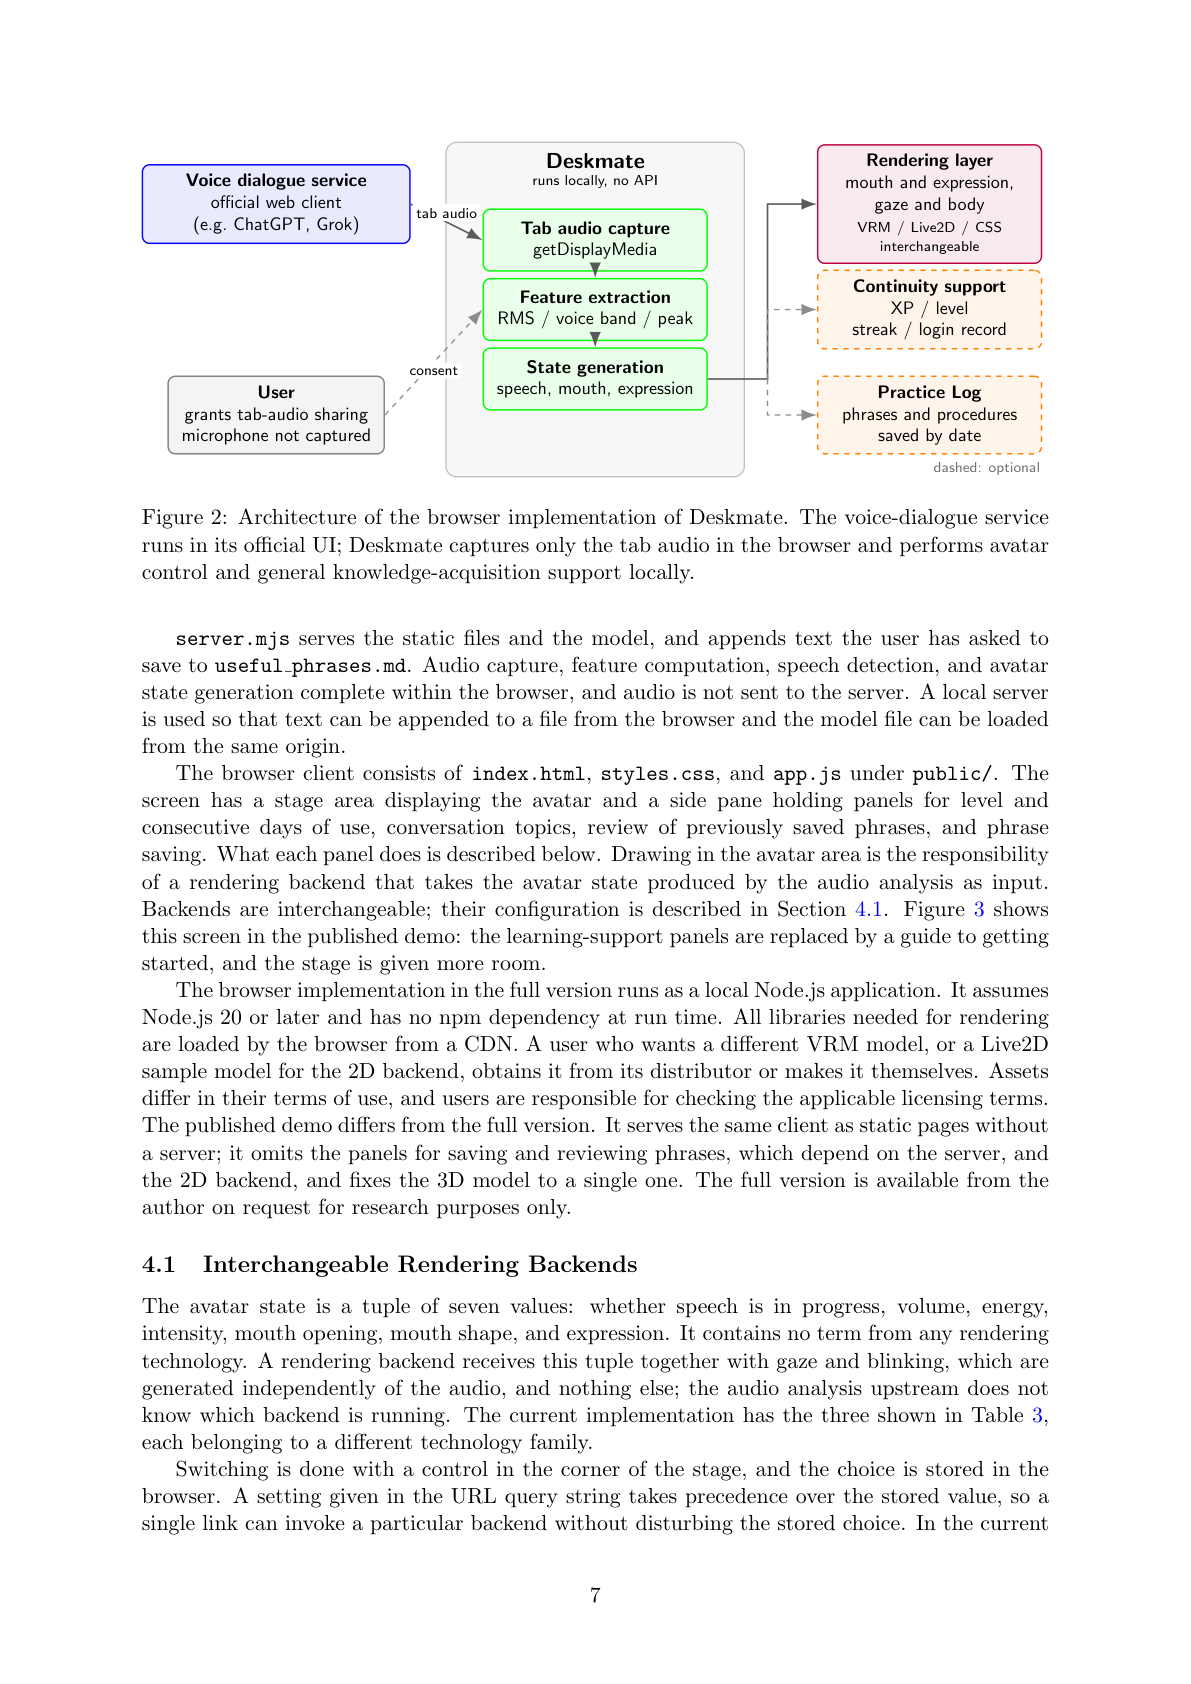 Voice dialogue service
official web client
(e.g. ChatGPT, Grok)
tab audio
User
grants tab-audio sharing
microphone not captured
consent
Deskmate
runs locally, no API
Tab audio capture
getDisplayMedia
Feature extraction
RMS / voice band / peak
State generation
speech, mouth, expression
Rendering layer
mouth and expression,
gaze and body
VRM / Live2D / CSS
interchangeable
Continuity support
XP / level
streak / login record
Practice Log
phrases and procedures
saved by date
dashed: optional
Figure 2: Architecture of the browser implementation of Deskmate. The voice-dialogue service
runs in its official UI; Deskmate captures only the tab audio in the browser and performs avatar
control and general knowledge-acquisition support locally.
server.mjs serves the static files and the model, and appends text the user has asked to
save to useful_phrases.md. Audio capture, feature computation, speech detection, and avatar
state generation complete within the browser, and audio is not sent to the server. A local server
is used so that text can be appended to a file from the browser and the model file can be loaded
from the same origin.
The browser client consists of index.html, styles.css, and app.js under public/. The
screen has a stage area displaying the avatar and a side pane holding panels for level and
consecutive days of use, conversation topics, review of previously saved phrases, and phrase
saving. What each panel does is described below. Drawing in the avatar area is the responsibility
of a rendering backend that takes the avatar state produced by the audio analysis as input.
Backends are interchangeable; their configuration is described in Section 4.1. Figure 3 shows
this screen in the published demo: the learning-support panels are replaced by a guide to getting
started, and the stage is given more room.
The browser implementation in the full version runs as a local Node.js application. It assumes
Node.js 20 or later and has no npm dependency at run time. All libraries needed for rendering
are loaded by the browser from a CDN. A user who wants a different VRM model, or a Live2D
sample model for the 2D backend, obtains it from its distributor or makes it themselves. Assets
differ in their terms of use, and users are responsible for checking the applicable licensing terms.
The published demo differs from the full version. It serves the same client as static pages without
a server; it omits the panels for saving and reviewing phrases, which depend on the server, and
the 2D backend, and fixes the 3D model to a single one. The full version is available from the
author on request for research purposes only.
4.1 Interchangeable Rendering Backends
The avatar state is a tuple of seven values: whether speech is in progress, volume, energy,
intensity, mouth opening, mouth shape, and expression. It contains no term from any rendering
technology. A rendering backend receives this tuple together with gaze and blinking, which are
generated independently of the audio, and nothing else; the audio analysis upstream does not
know which backend is running. The current implementation has the three shown in Table 3,
each belonging to a different technology family.
Switching is done with a control in the corner of the stage, and the choice is stored in the
browser. A setting given in the URL query string takes precedence over the stored value, so a
single link can invoke a particular backend without disturbing the stored choice. In the current
7